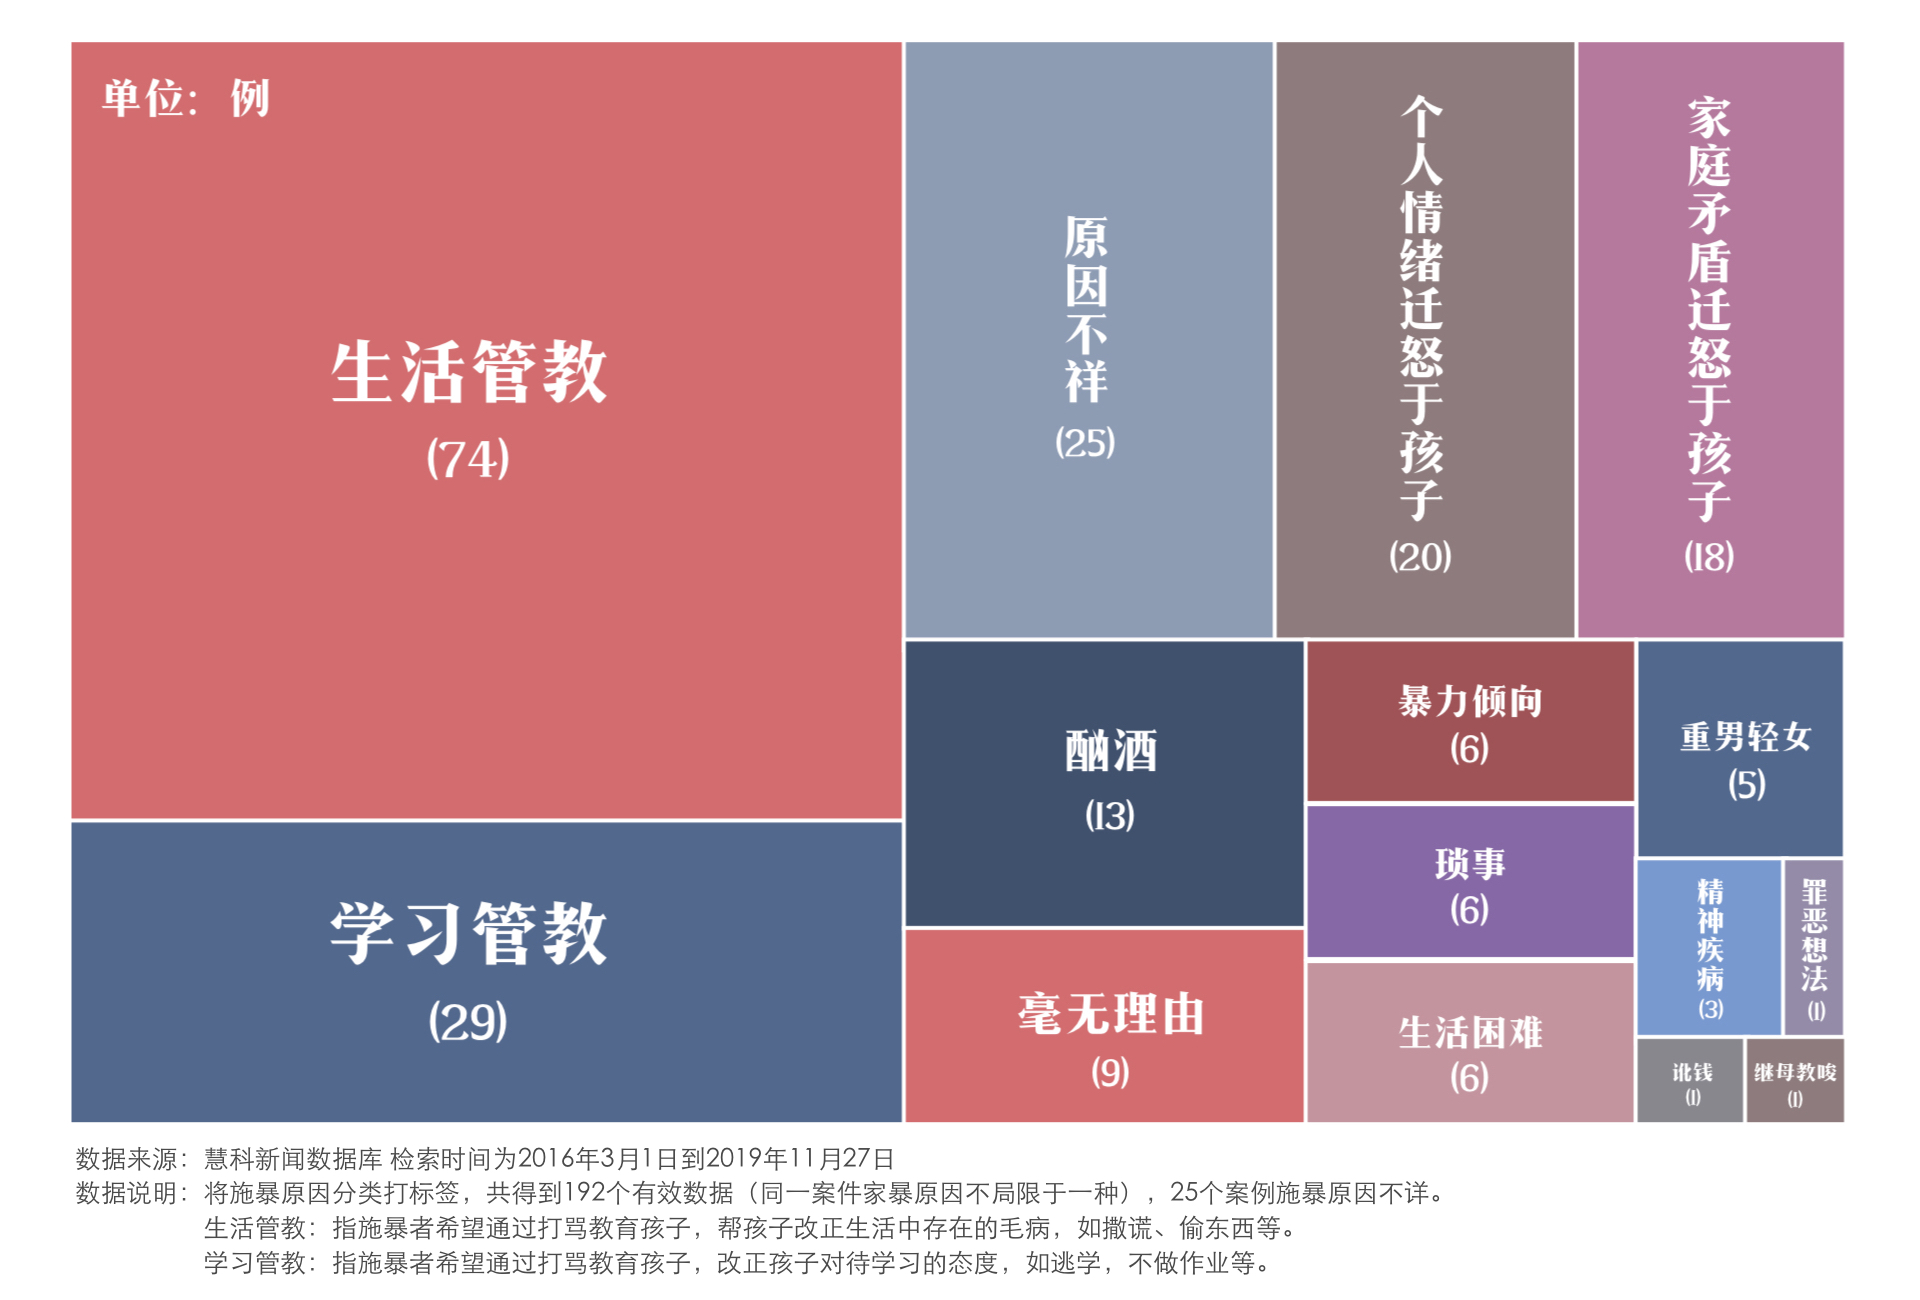 单位：例
生活管教
(74)
学习管教
(29)
原因不祥
(25)
个人情绪迁怒于孩子
(20)
家庭矛盾迁怒于孩子
(18)
酗酒
(13)
毫无理由
(9)
暴力倾向
(6)
琐事
(6)
生活困难
(6)
重男轻女
(5)
精神疾病
(3)
罪恶想法
(1)
讹钱
(1)
继母教唆
(1)
数据来源：慧科新闻数据库 检索时间为2016年3月1日到2019年11月27日
数据说明：将施暴原因分类打标签，共得到192个有效数据（同一案件家暴原因不局限于一种），25个案例施暴原因不详。
生活管教：指施暴者希望通过打骂教育孩子，帮孩子改正生活中存在的毛病，如撒谎、偷东西等。
学习管教：指施暴者希望通过打骂教育孩子，改正孩子对待学习的态度，如逃学，不做作业等。